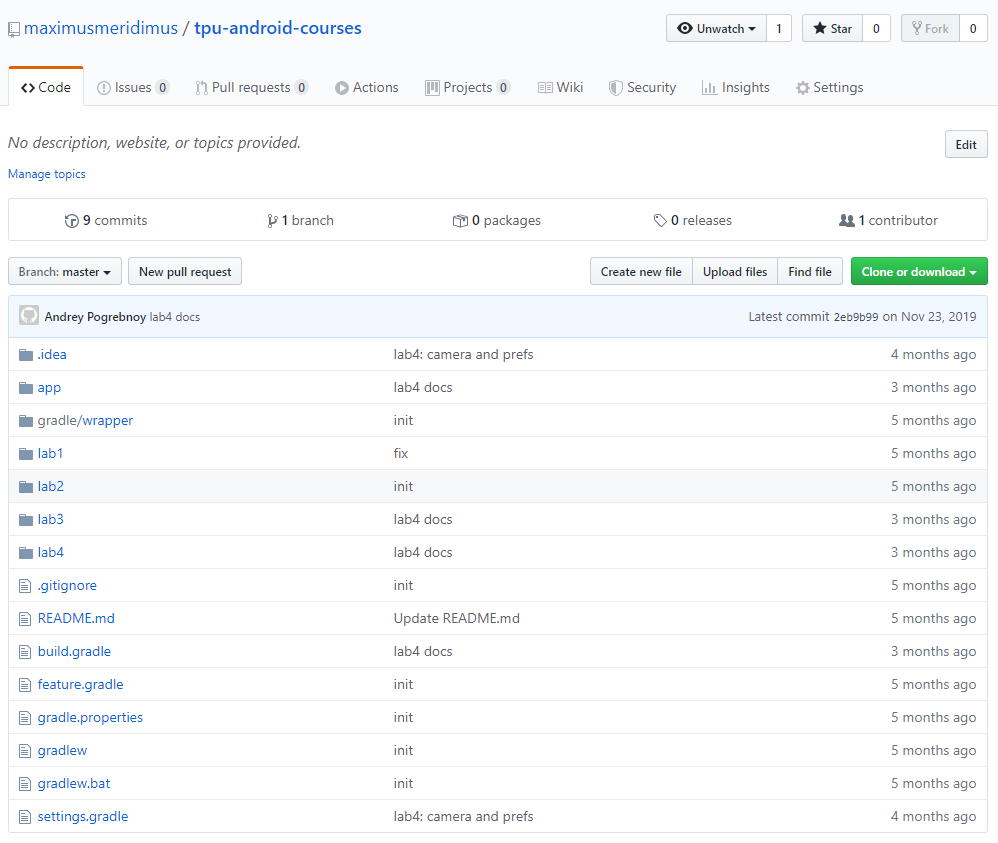 maximusmeridimus / tpu-android-courses Unwatch 1 Star 0 Fork 0
Code Issues 0 Pull requests 0 Actions Projects 0 Wiki Security Insights Settings
No description, website, or topics provided. Edit
Manage topics
9 commits 1 branch 0 packages 0 releases 1 contributor
Branch: master New pull request Create new file Upload files Find file Clone or download
Andrey Pogrebnoy lab4 docs Latest commit 2eb9b99 on Nov 23, 2019
.idea lab4: camera and prefs 4 months ago
app lab4 docs 3 months ago
gradle/wrapper init 5 months ago
lab1 fix 5 months ago
lab2 init 5 months ago
lab3 lab4 docs 3 months ago
lab4 lab4 docs 3 months ago
.gitignore init 5 months ago
README.md Update README.md 5 months ago
build.gradle lab4 docs 3 months ago
feature.gradle init 5 months ago
gradle.properties init 5 months ago
gradlew init 5 months ago
gradlew.bat init 5 months ago
settings.gradle lab4: camera and prefs 4 months ago